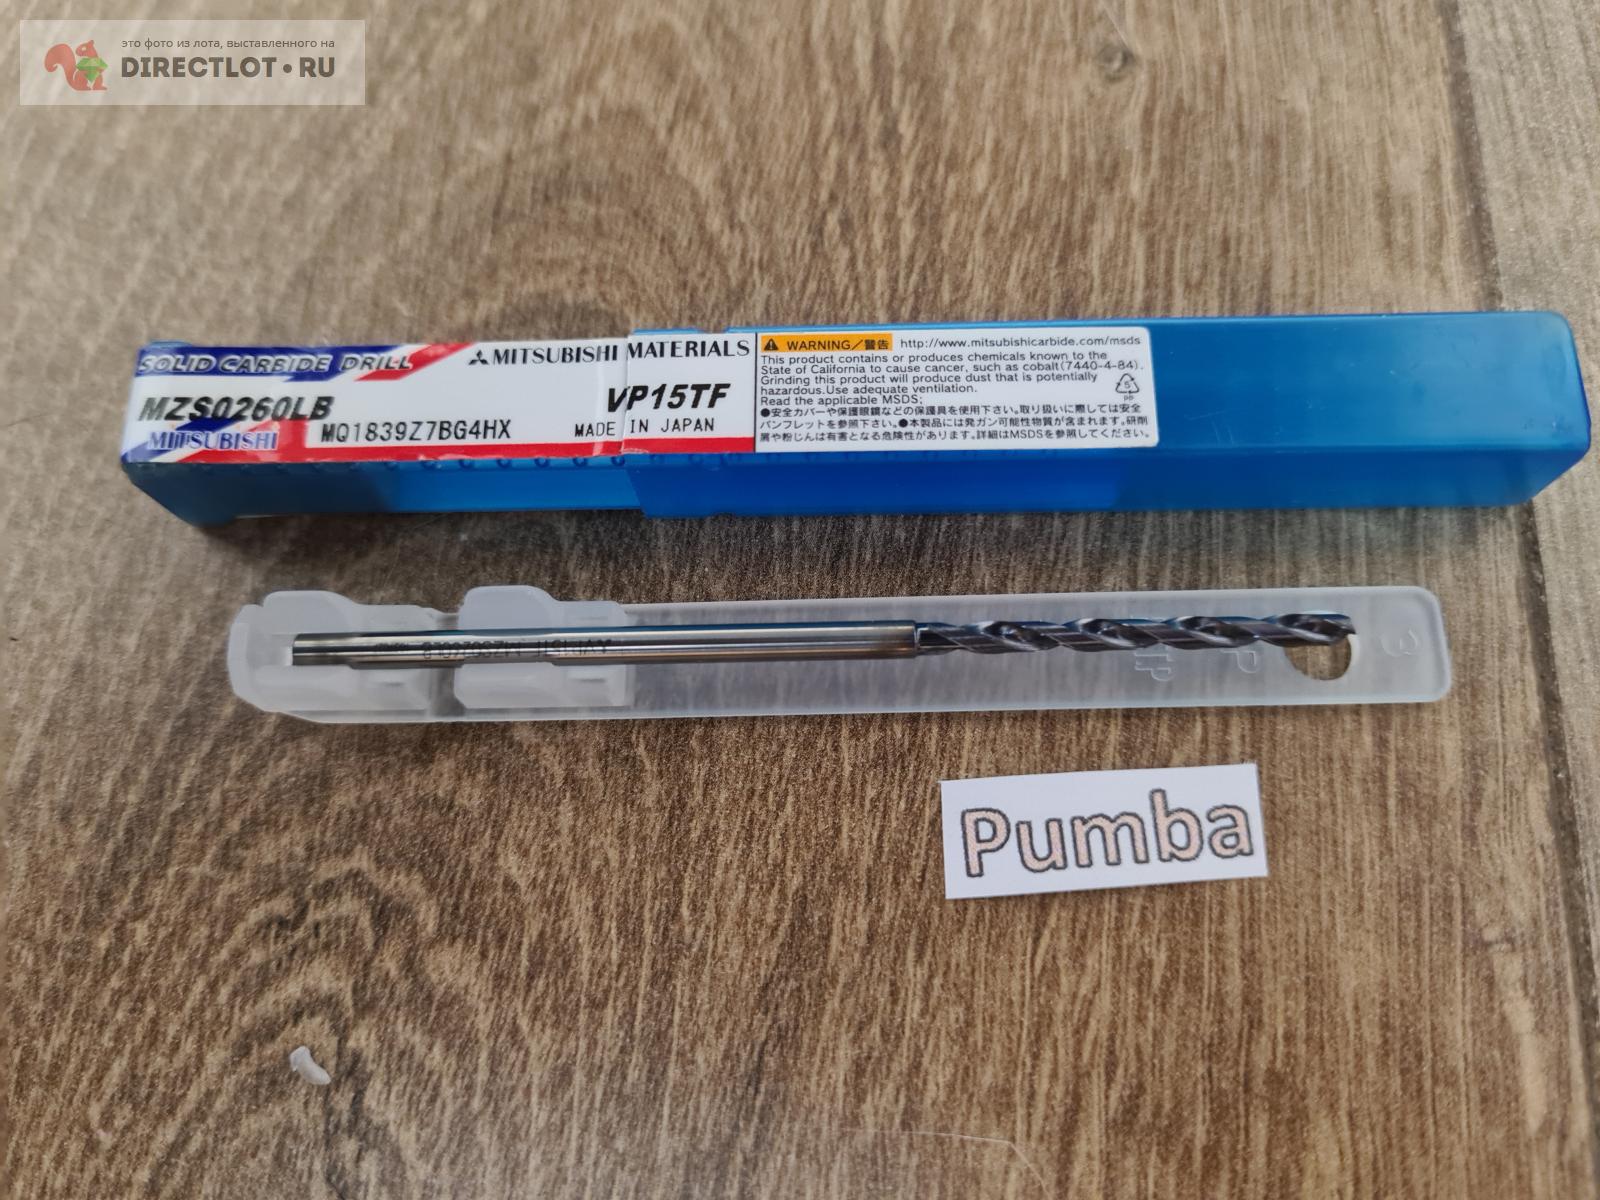 это фото из лота, выставленного на
DIRECTLOT•RU
SOLID CARBIDE DRILL
MITSUBISHI MATERIALS
MZS0260LB
VP15TF
MITSUBISHI
MQ1839Z7BG4HX
MADE IN JAPAN
WARNING/警告 http://www.mitsubishicarbide.com/msds
This product contains or produces chemicals known to the
State of California to cause cancer, such as cobalt(7440-4-84).
Grinding this product will produce dust that is potentially
hazardous.Use adequate ventilation.
Read the applicable MSDS;
●安全カバーや保護眼鏡などの保護具を使用下さい。取り扱いに際しては安全
パンフレットを参照下さい。●本製品には発ガン可能性物質が含まれます。研削
屑や粉じんは有害となる危険性があります。詳細はMSDSを参照してください。
5
PP
3
Pumba